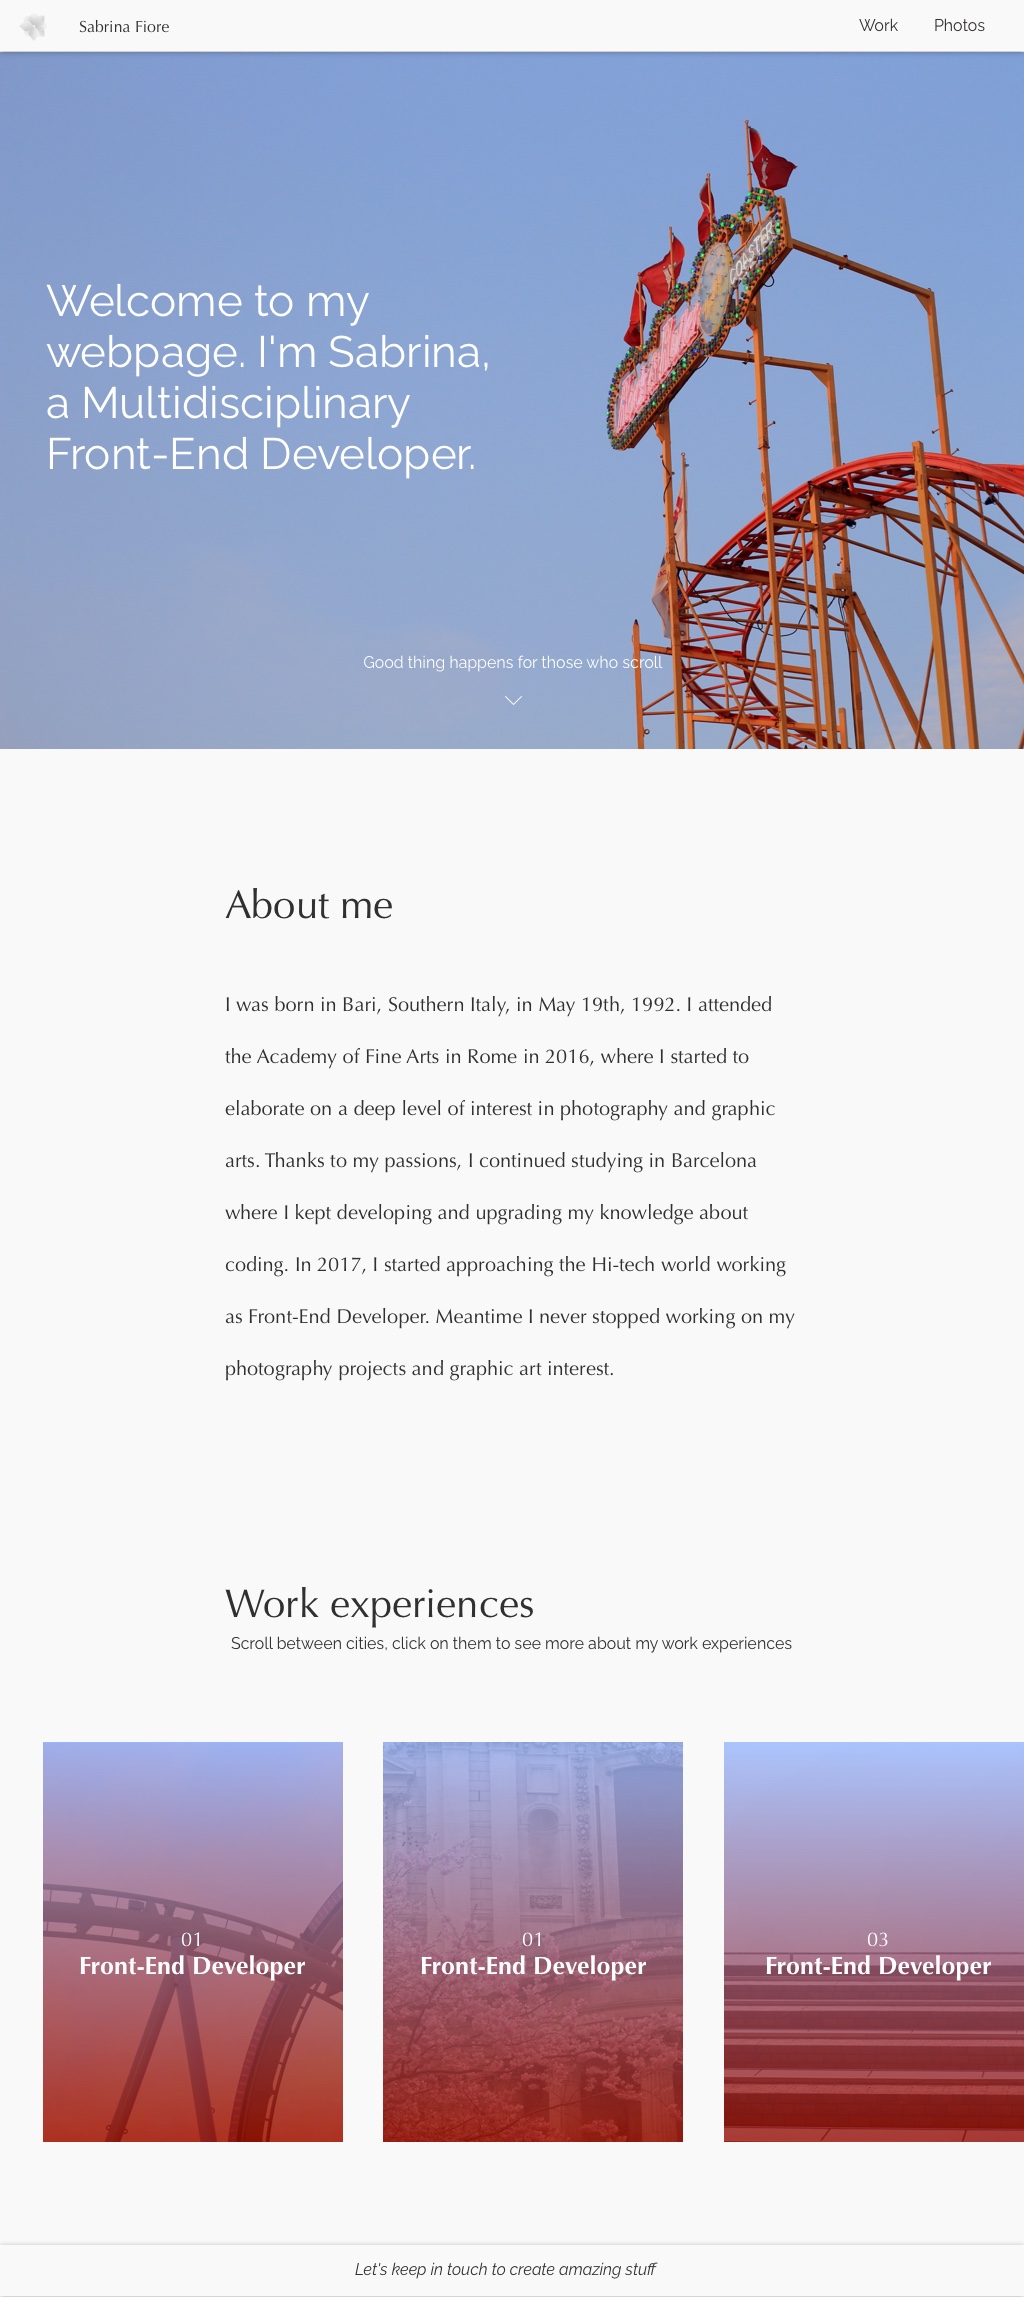 Sabrina Fiore
Work
Photos
COASTER
Welcome to my
webpage. I'm Sabrina,
a Multidisciplinary
Front-End Developer.
Good thing happens for those who scroll
About me
I was born in Bari, Southern Italy, in May 19th, 1992. I attended
the Academy of Fine Arts in Rome in 2016, where I started to
elaborate on a deep level of interest in photography and graphic
arts. Thanks to my passions, I continued studying in Barcelona
where I kept developing and upgrading my knowledge about
coding. In 2017, I started approaching the Hi-tech world working
as Front-End Developer. Meantime I never stopped working on my
photography projects and graphic art interest.
Work experiences
Scroll between cities, click on them to see more about my work experiences
01
Front-End Developer
01
Front-End Developer
03
Front-End Developer
Let's keep in touch to create amazing stuff